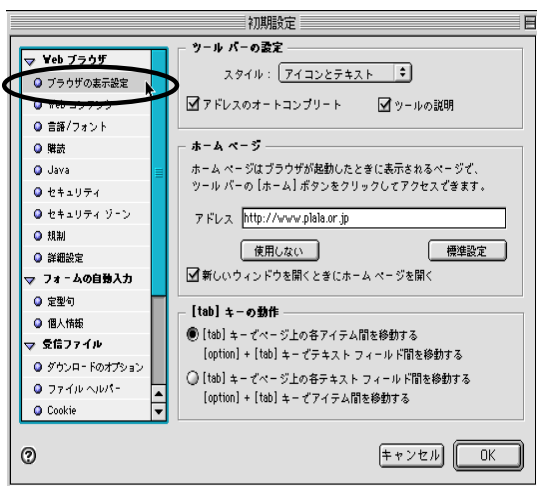 初期設定
Web ブラウザ
ブラウザの表示設定
Web コンテンツ
言語/フォント
購読
Java
セキュリティ
セキュリティ ゾーン
規制
詳細設定
フォームの自動入力
定型句
個人情報
受信ファイル
ダウンロードのオプション
ファイル ヘルパー
Cookie
ツール バーの設定
スタイル： アイコンとテキスト
アドレスのオートコンプリート
ツールの説明
ホーム ページ
ホーム ページはブラウザが起動したときに表示されるページで、
ツール バーの [ホーム] ボタンをクリックしてアクセスできます。
アドレス http://www.plala.or.jp
使用しない
標準設定
新しいウィンドウを開くときにホーム ページを開く
[tab] キーの動作
[tab] キーでページ上の各アイテム間を移動する
[option] + [tab] キーでテキスト フィールド間を移動する
[tab] キーでページ上の各テキスト フィールド間を移動する
[option] + [tab] キーでアイテム間を移動する
?
キャンセル
OK